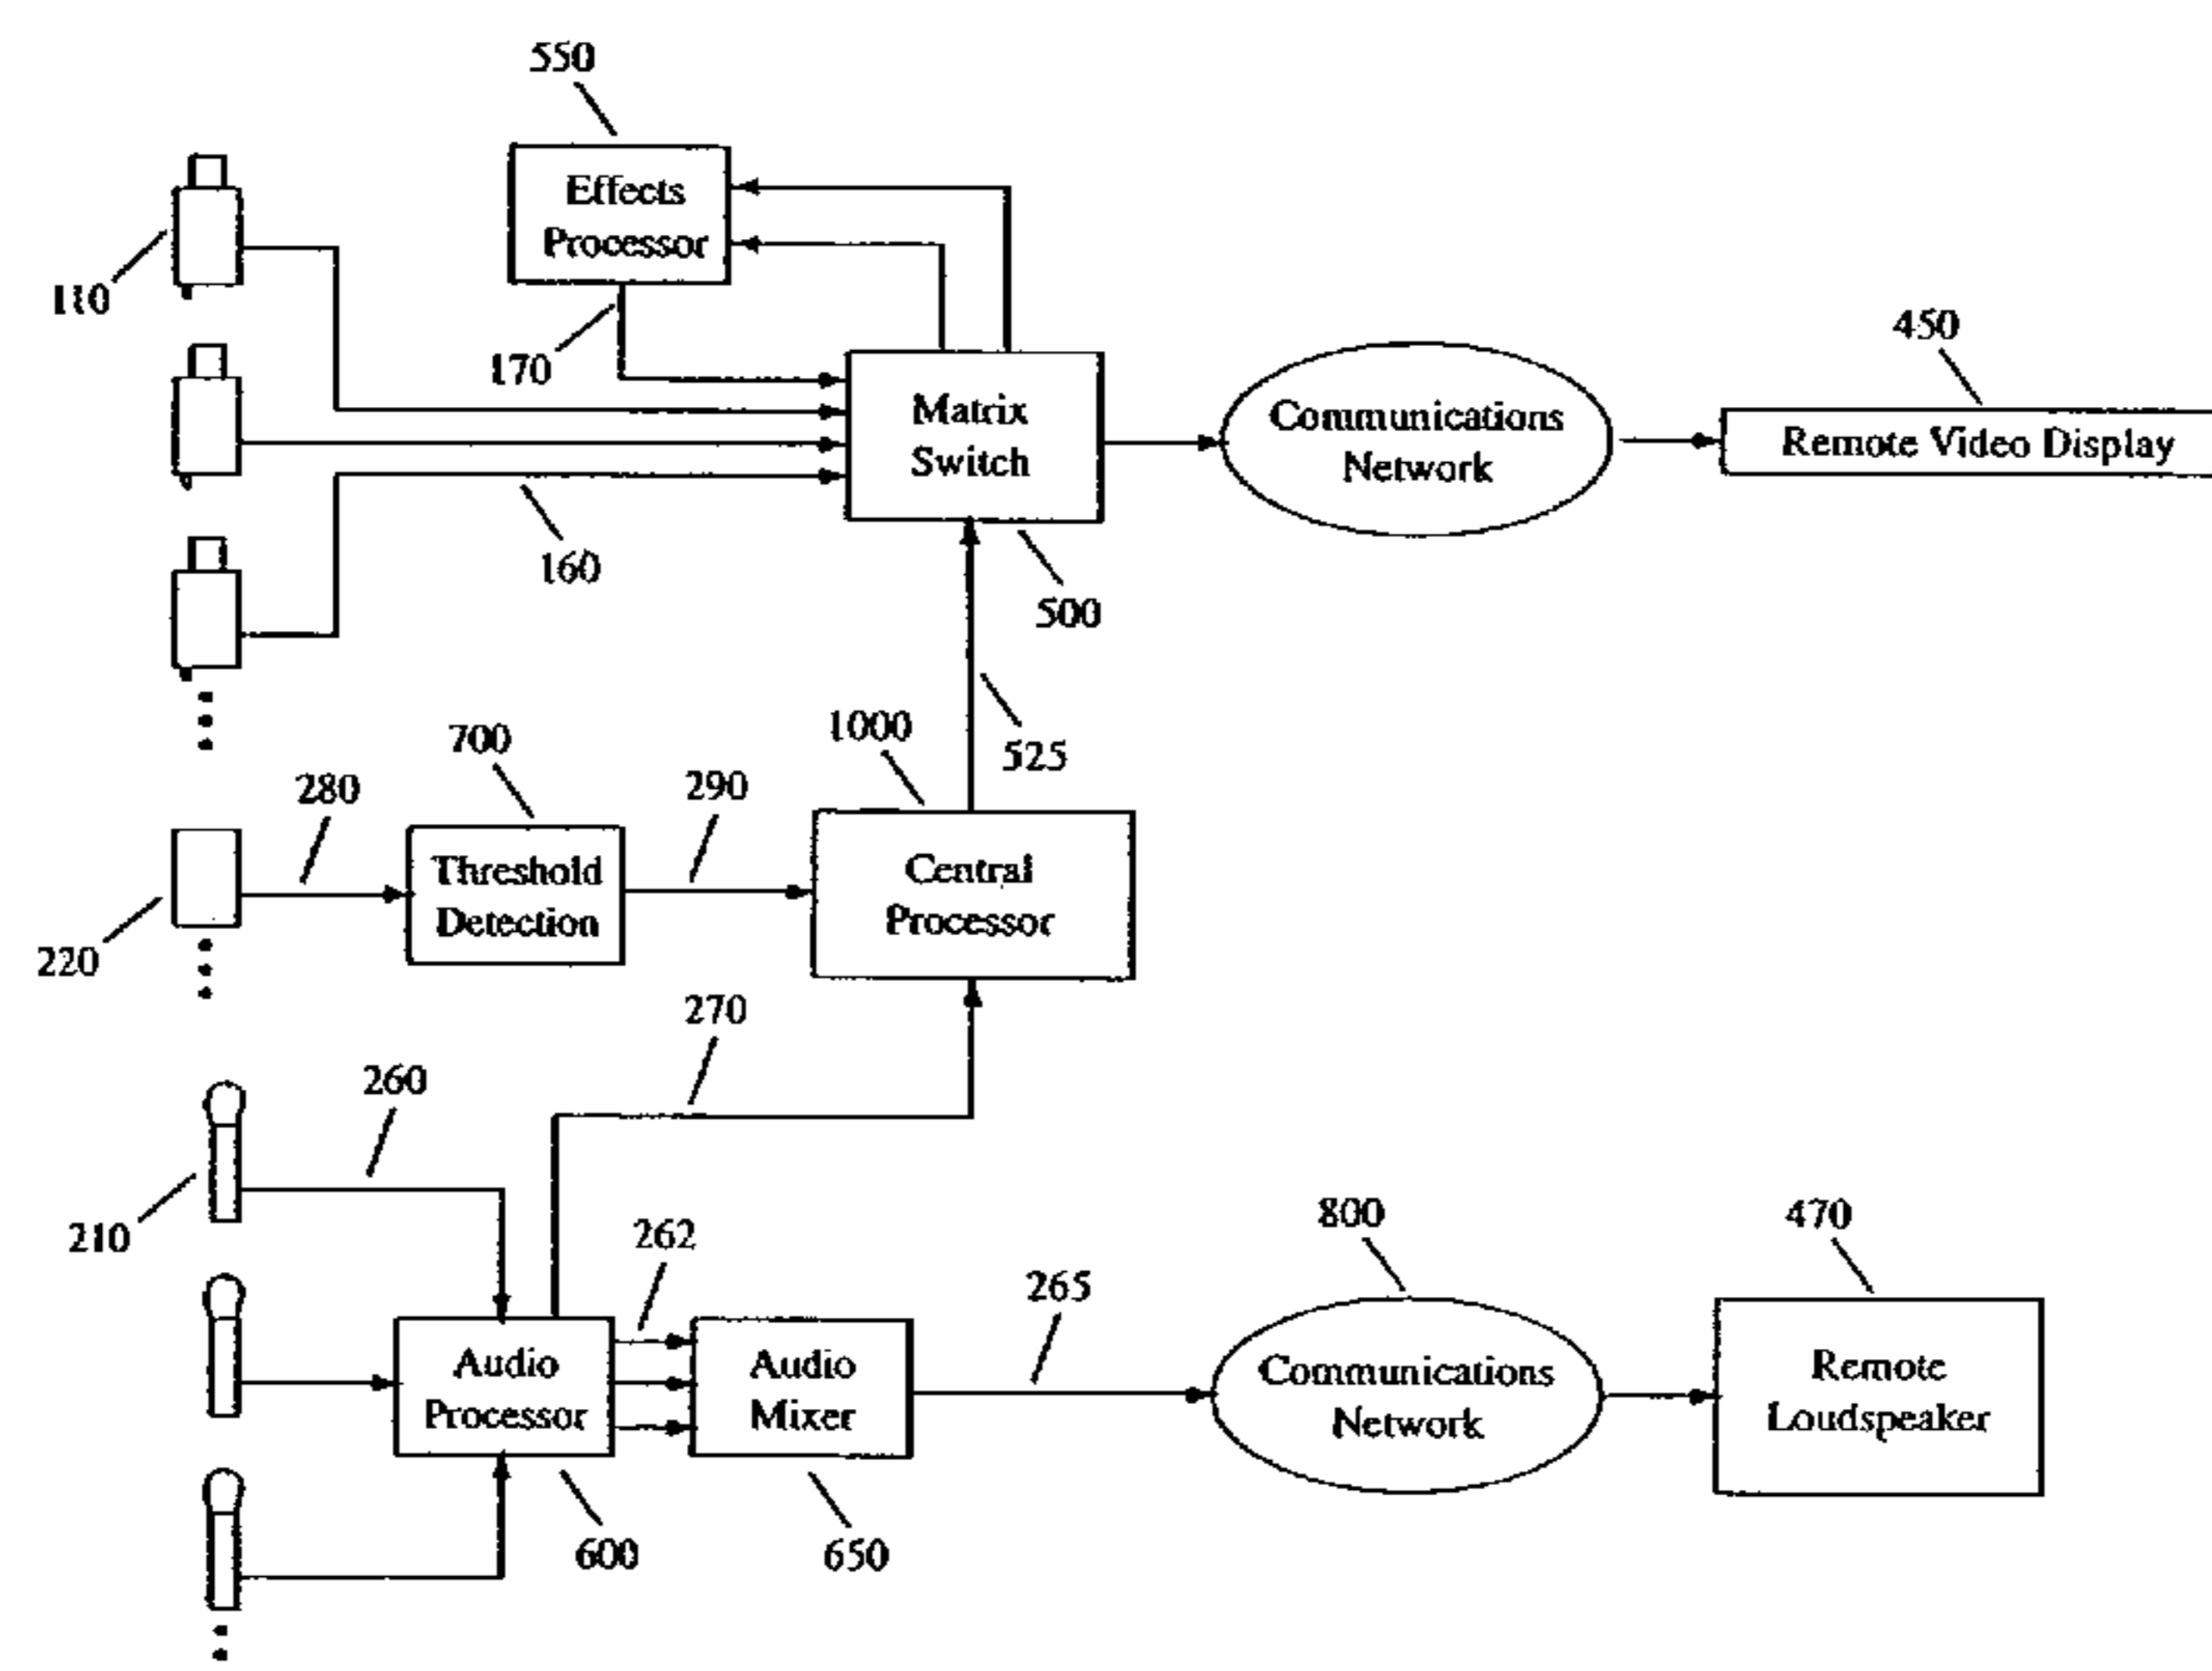 550
Effects
Processor
110
170
450
Matrix
Switch
Communications
Network
Remote Video Display
160
500
700
1000
525
280
290
Threshold
Detection
Central
Processor
220
270
260
210
262
800
470
265
Audio
Processor
Audio
Mixer
Communications
Network
Remote
Loudspeaker
600
650